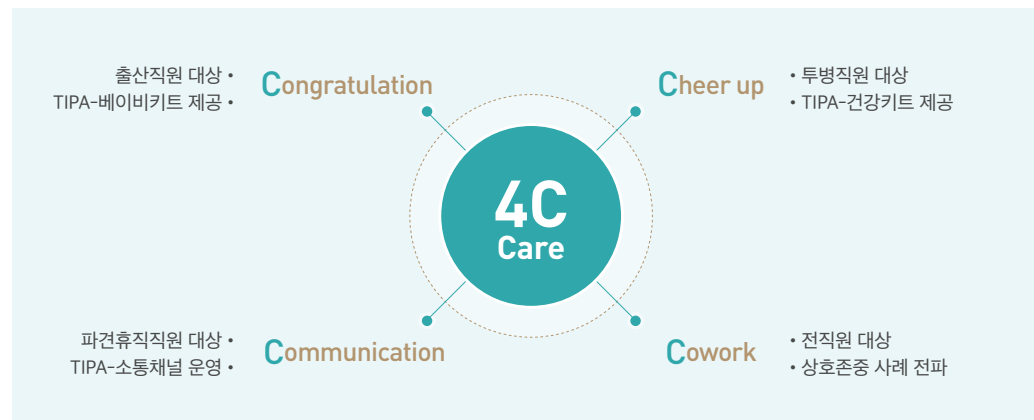 출산직원 대상 •
TIPA-베이비키트 제공 •
Congratulation
Cheer up
• 투병직원 대상
• TIPA-건강키트 제공
4C
Care
파견휴직직원 대상 •
TIPA-소통채널 운영 •
Communication
Cowork
• 전직원 대상
• 상호존중 사례 전파